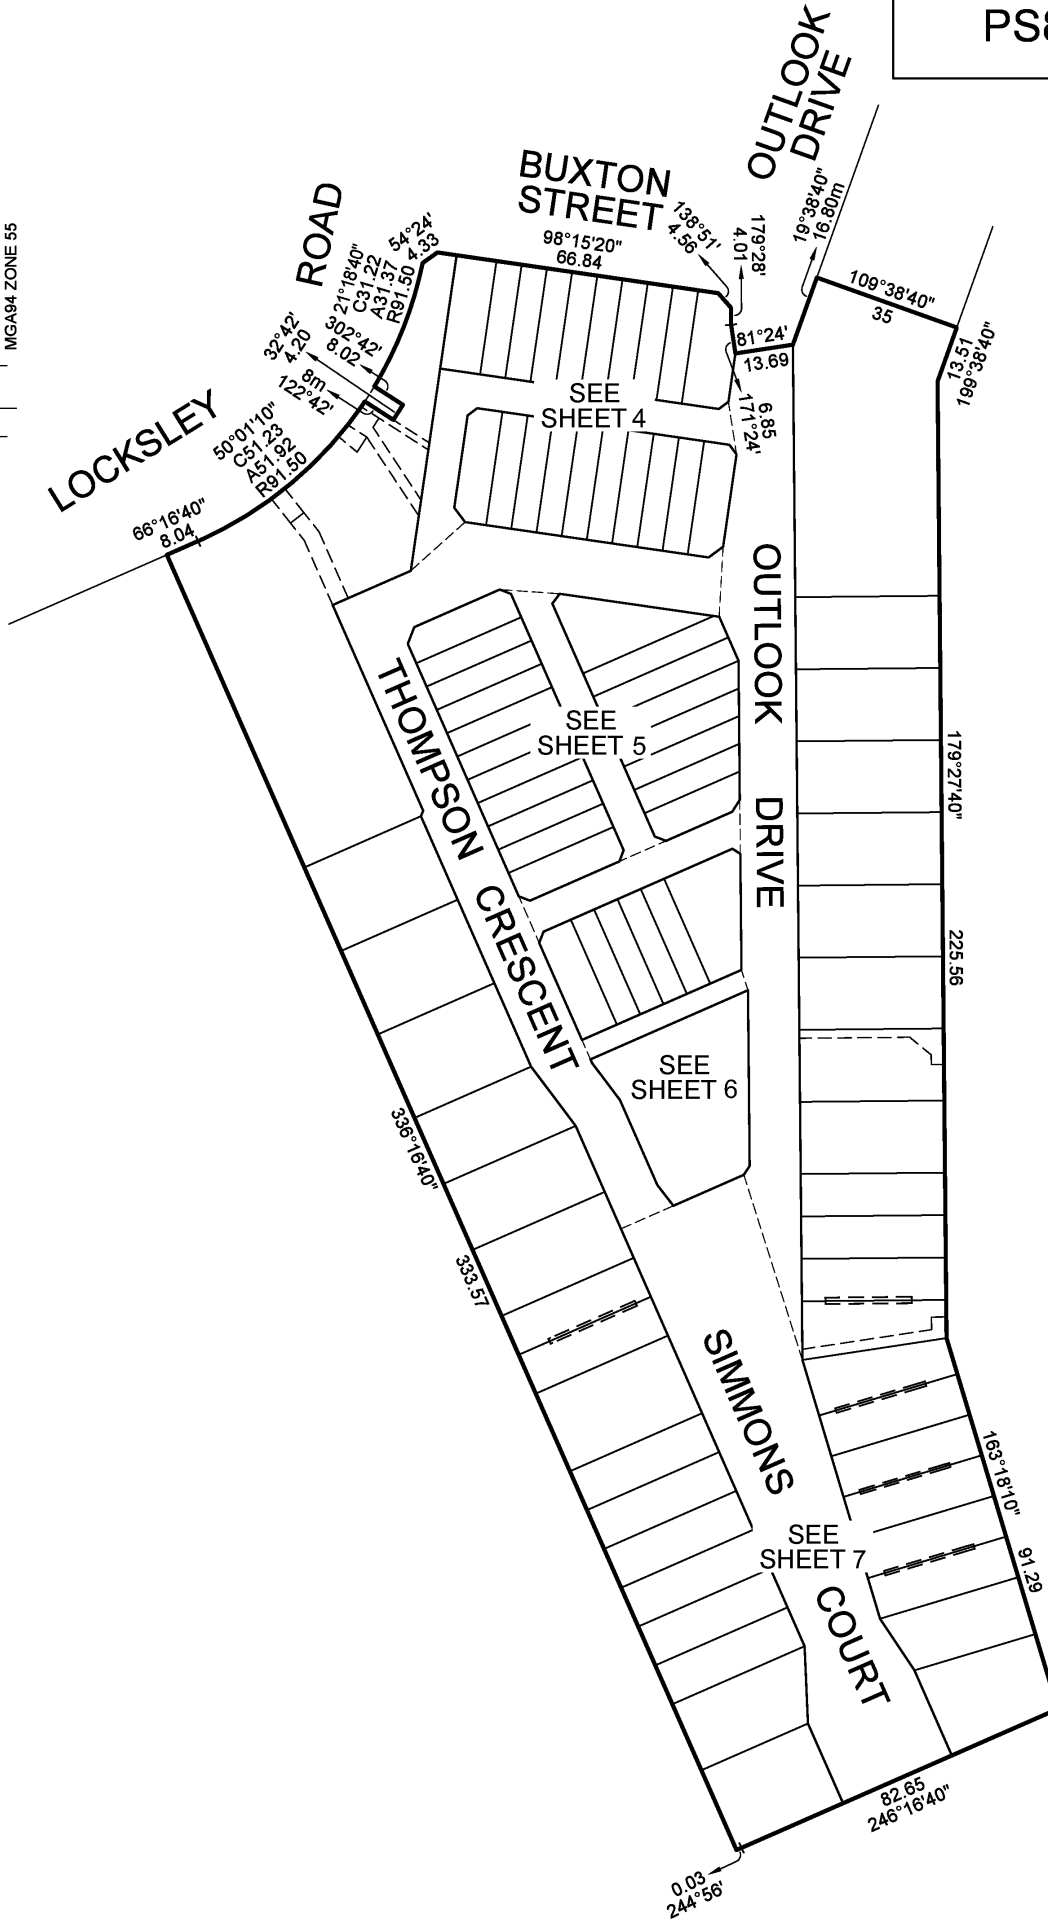 PS8
MGA94 ZONE 55
OUTLOOK
DRIVE
BUXTON
STREET
ROAD
LOCKSLEY
19°38'40"
16.80m
138°51'
4.56
179°28'
4.01
98°15'20"
66.84
54°24'
4.33
21°18'40"
C31.22
A31.37
R91.50
302°42'
8.02
32°42'
4.20
8m
122°42'
50°01'10"
C51.23
A51.92
R91.50
66°16'40"
8.04
109°38'40"
35
81°24'
13.69
13.51
199°38'40"
6.85
171°24'
SEE
SHEET 4
OUTLOOK
DRIVE
THOMPSON
CRESCENT
SEE
SHEET 5
179°27'40"
225.56
SEE
SHEET 6
336°16'40"
333.57
SIMMONS
COURT
SEE
SHEET 7
163°18'10"
91.29
82.65
246°16'40"
0.03
244°56'